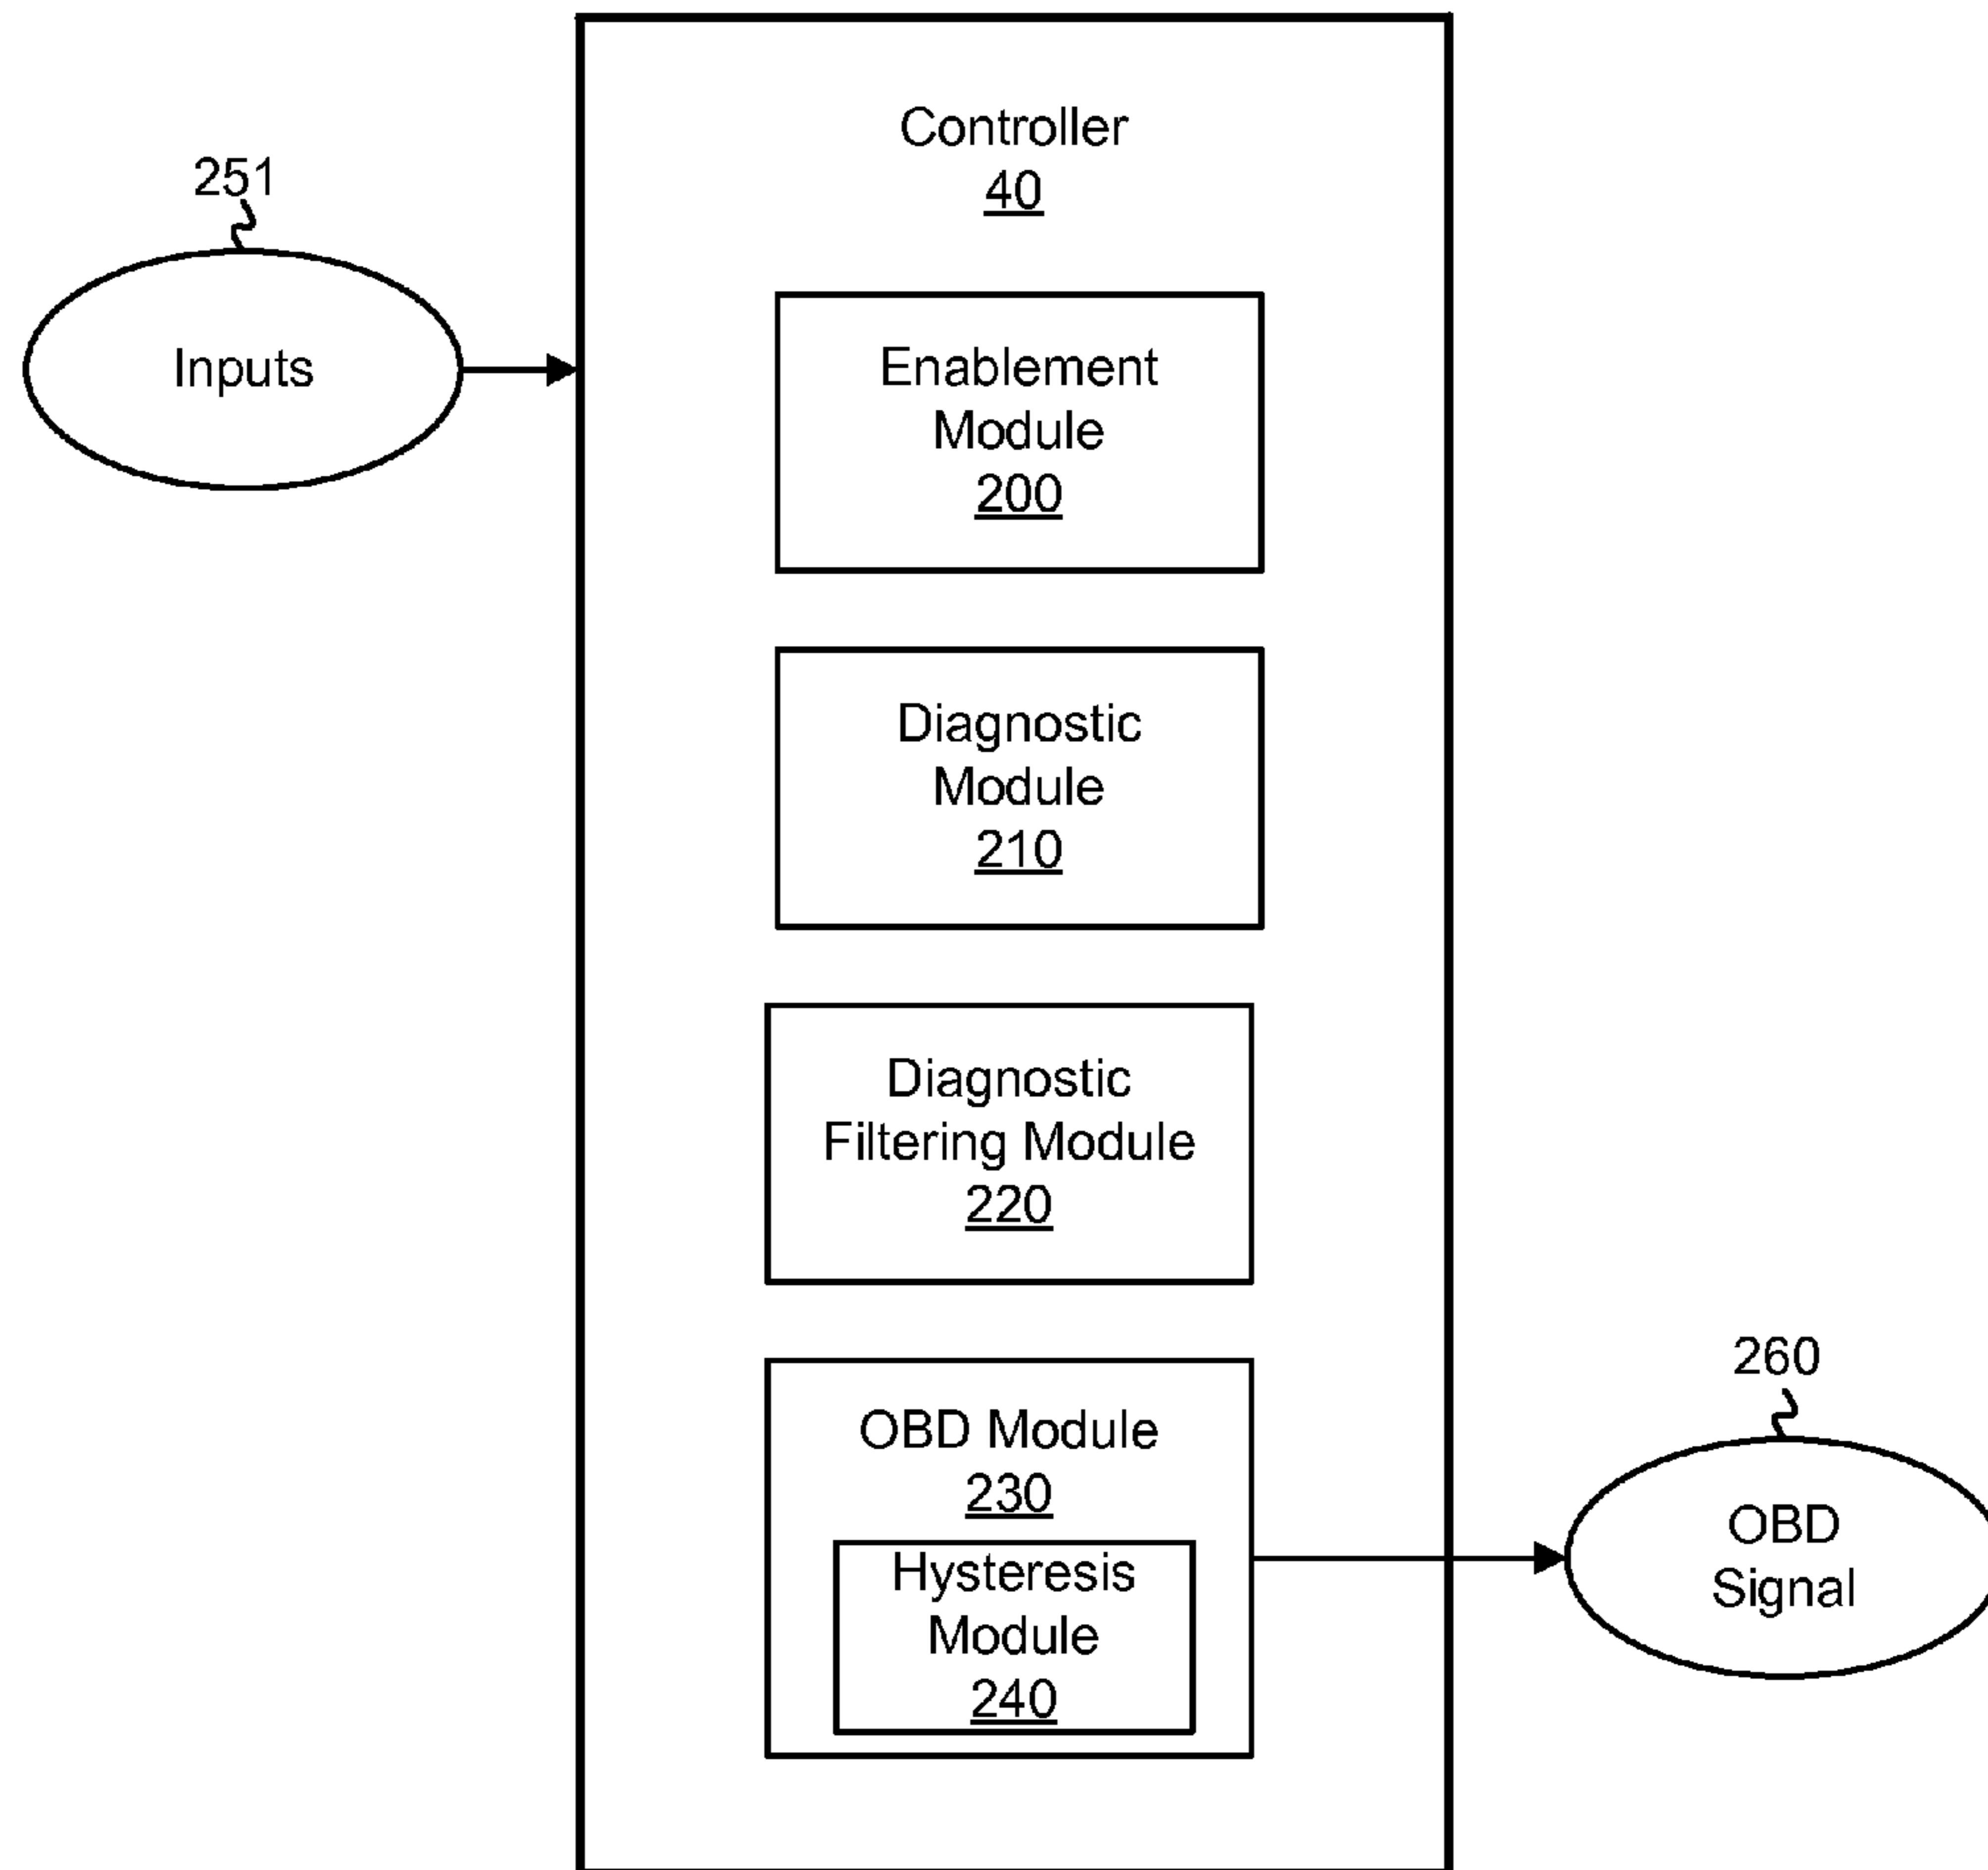 Controller
40
251
Inputs
Enablement
Module
200
Diagnostic
Module
210
Diagnostic
Filtering Module
220
OBD Module
230
Hysteresis
Module
240
260
OBD
Signal